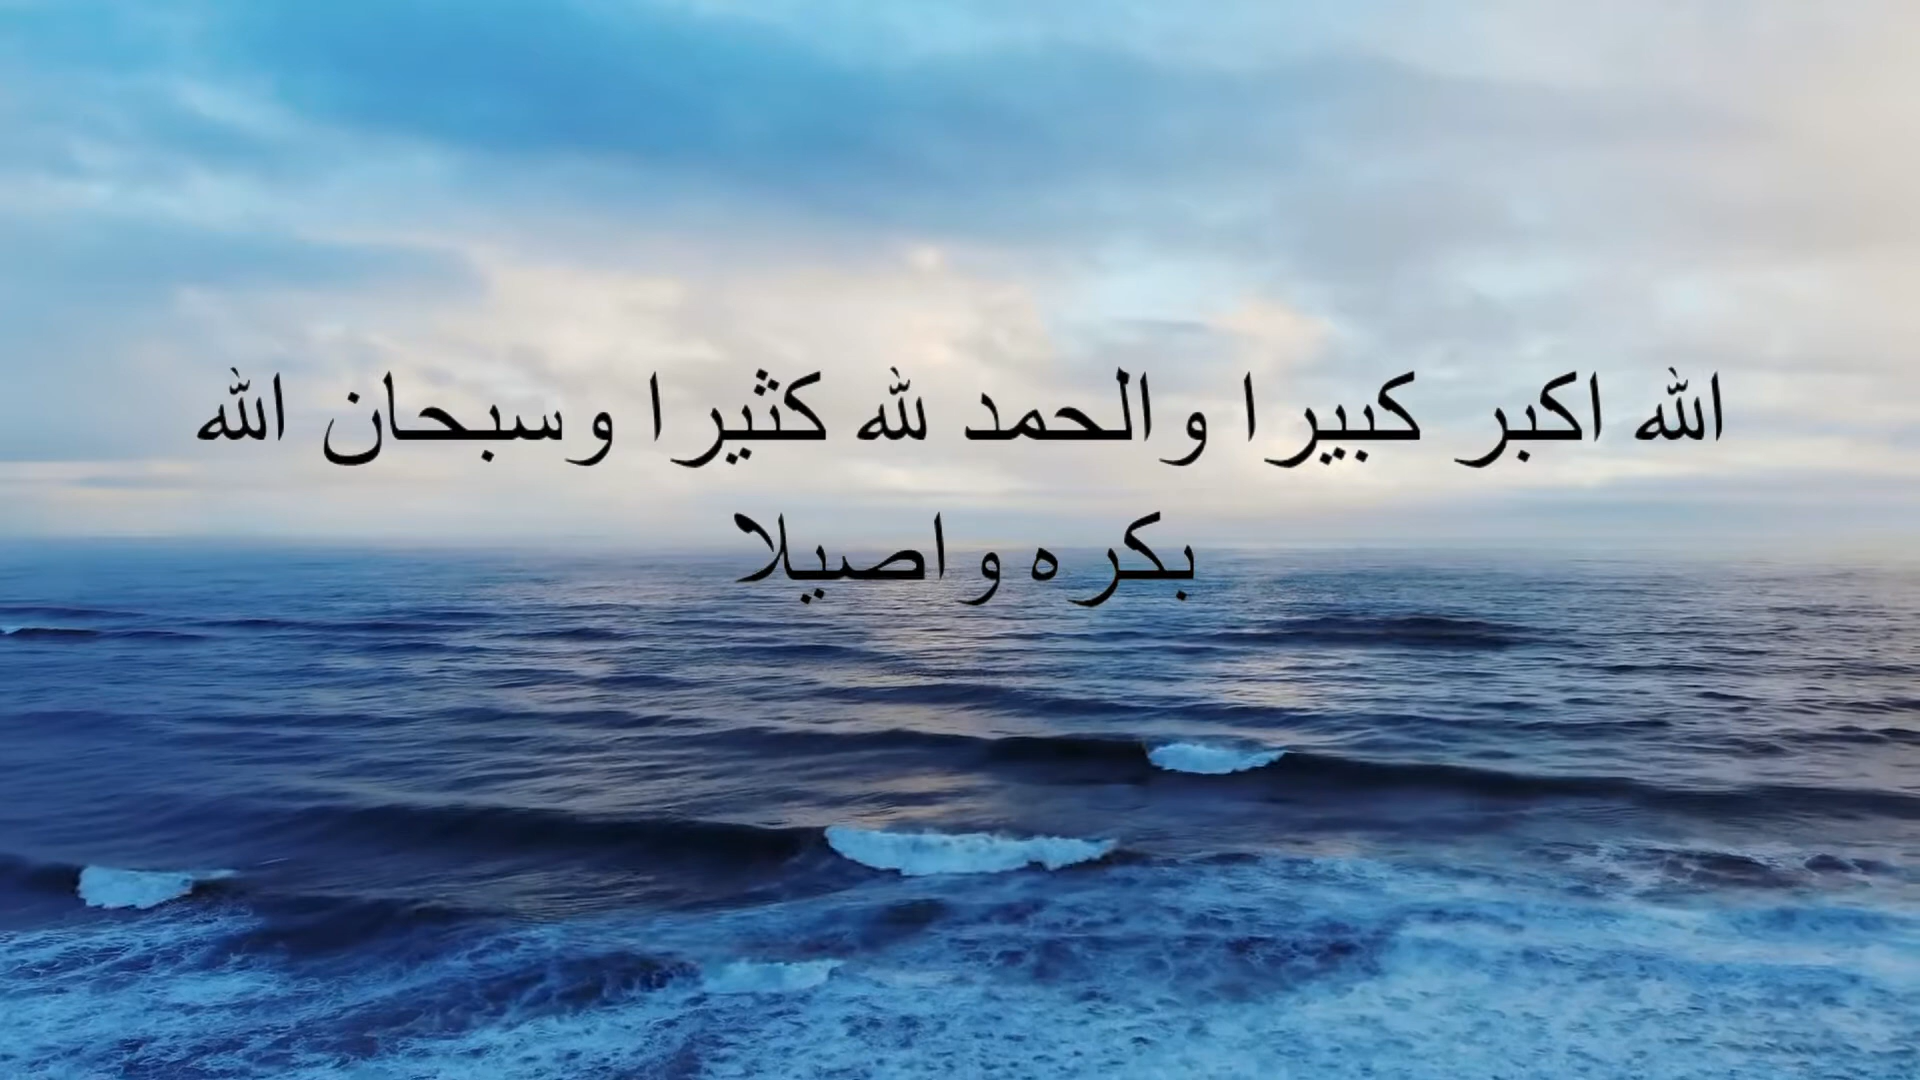 الله اكبر كبيرا والحمد لله كثيرا وسبحان الله
بكره واصيلا